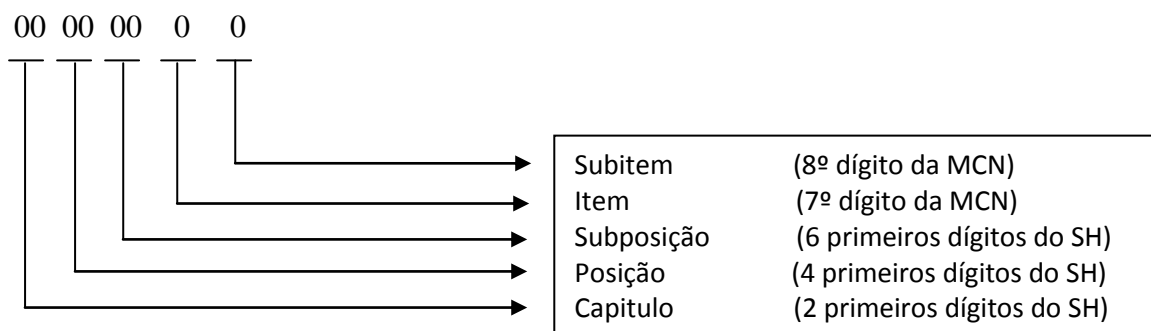 00 00 00 0 0
Subitem (8º dígito da MCN)
Item (7º dígito da MCN)
Subposição (6 primeiros dígitos do SH)
Posição (4 primeiros dígitos do SH)
Capitulo (2 primeiros dígitos do SH)